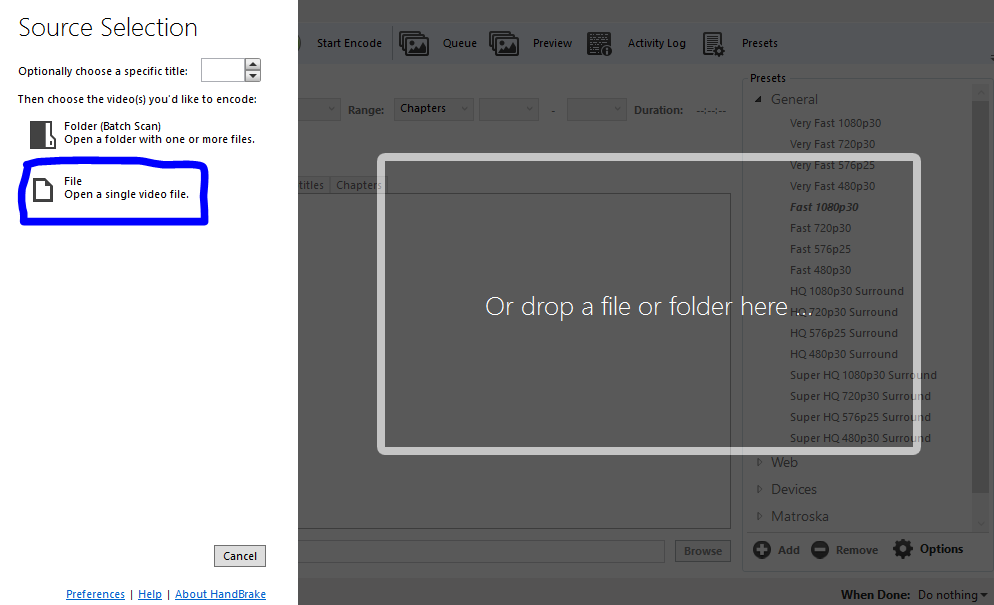 Source Selection
Optionally choose a specific title:
Then choose the video(s) you'd like to encode:
Folder (Batch Scan)
Open a folder with one or more files.
File
Open a single video file.
Cancel
Preferences | Help | About HandBrake
Start Encode Queue Preview Activity Log Presets
Range: Chapters - Duration: --:--:--
titles Chapters
Or drop a file or folder here ...
Browse
Presets
General
Very Fast 1080p30
Very Fast 720p30
Very Fast 576p25
Very Fast 480p30
Fast 1080p30
Fast 720p30
Fast 576p25
Fast 480p30
HQ 1080p30 Surround
HQ 720p30 Surround
HQ 576p25 Surround
HQ 480p30 Surround
Super HQ 1080p30 Surround
Super HQ 720p30 Surround
Super HQ 576p25 Surround
Super HQ 480p30 Surround
Web
Devices
Matroska
Add Remove Options
When Done: Do nothing